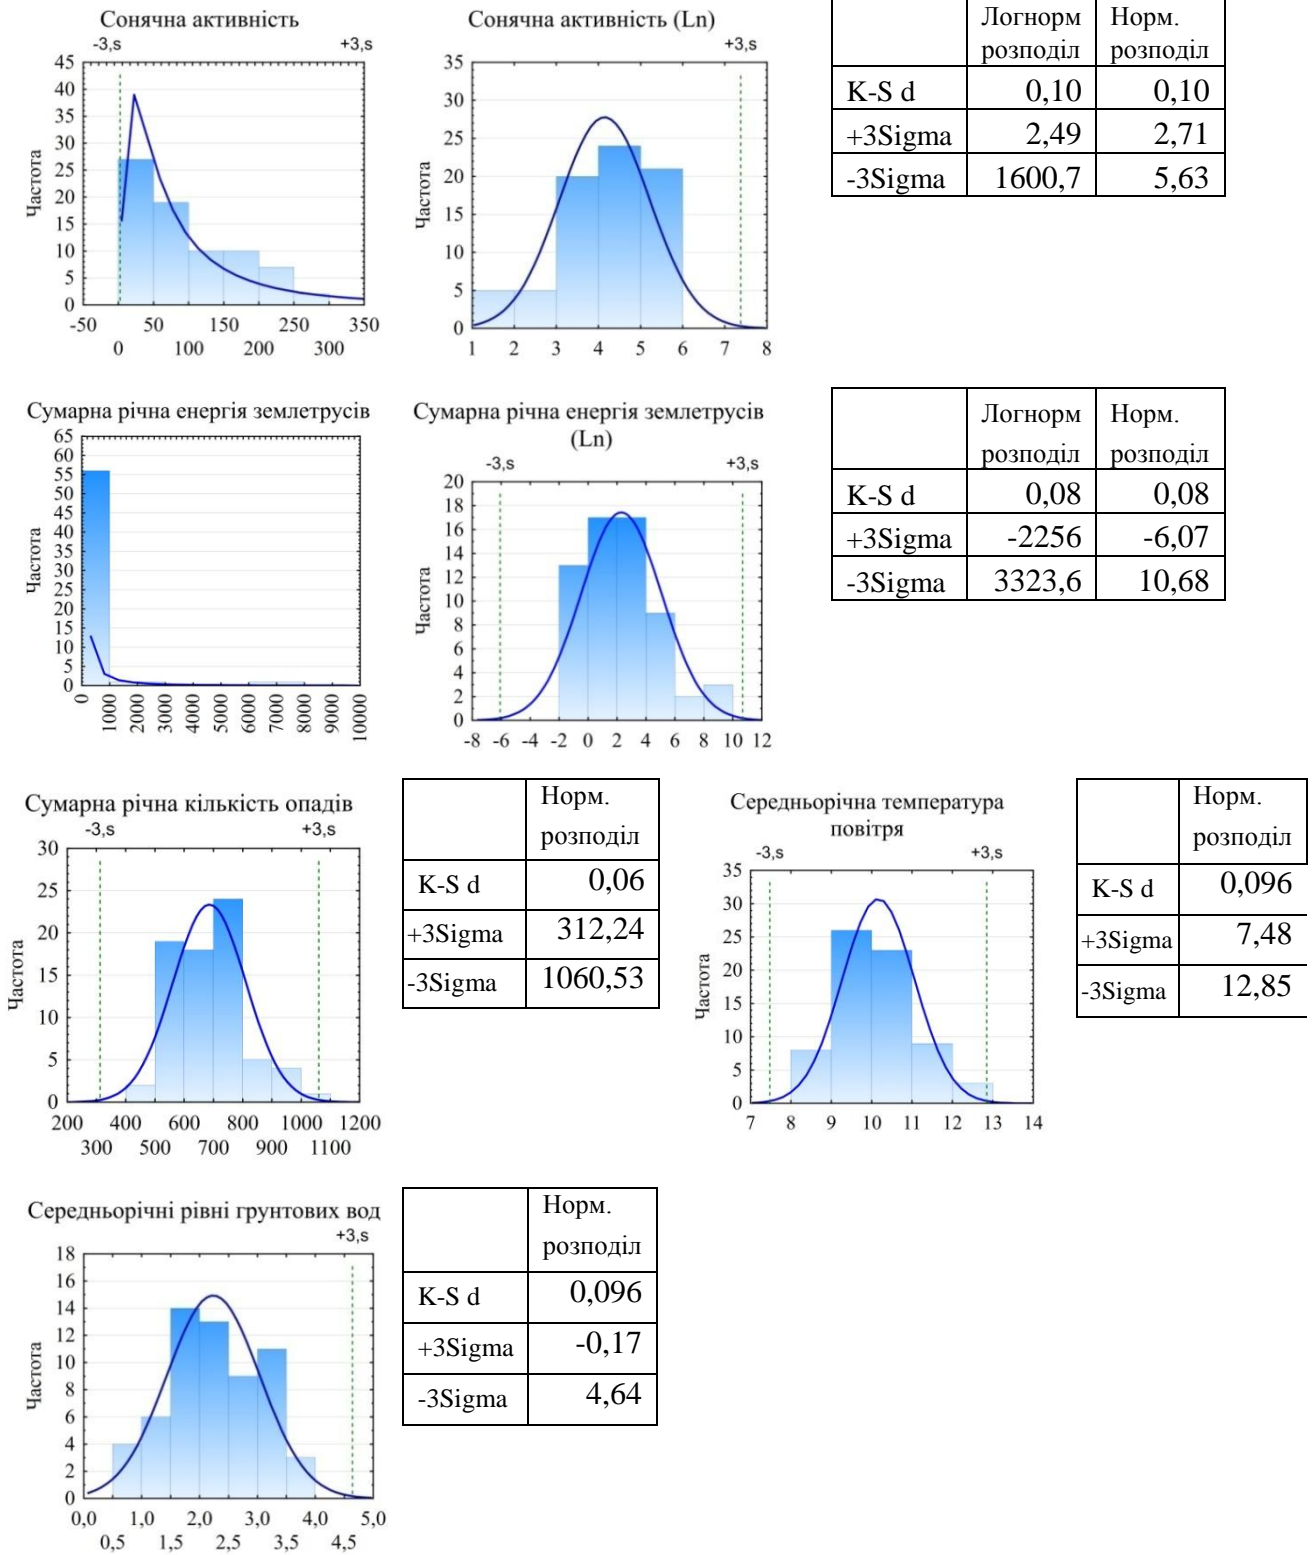 Сонячна активність
-3,s +3,s
Частота
45
40
35
30
25
20
15
10
5
0
-50 50 150 250 350
0 100 200 300
Сонячна активність (Ln)
+3,s
Частота
35
30
25
20
15
10
5
0
1 2 3 4 5 6 7 8
Логнорм Норм.
розподіл розподіл
K-S d 0,10 0,10
+3Sigma 2,49 2,71
-3Sigma 1600,7 5,63
Сумарна річна енергія землетрусів
Частота
65
60
55
50
45
40
35
30
25
20
15
10
5
0
0 1000 2000 3000 4000 5000 6000 7000 8000 9000 10000
Сумарна річна енергія землетрусів
(Ln)
-3,s +3,s
Частота
20
18
16
14
12
10
8
6
4
2
0
-8 -6 -4 -2 0 2 4 6 8 10 12
Логнорм Норм.
розподіл розподіл
K-S d 0,08 0,08
+3Sigma -2256 -6,07
-3Sigma 3323,6 10,68
Сумарна річна кількість опадів
-3,s +3,s
Частота
30
25
20
15
10
5
0
200 400 600 800 1000 1200
300 500 700 900 1100
Норм.
розподіл
K-S d 0,06
+3Sigma 312,24
-3Sigma 1060,53
Середньорічна температура
повітря
-3,s +3,s
Частота
35
30
25
20
15
10
5
0
7 8 9 10 11 12 13 14
Норм.
розподіл
K-S d 0,096
+3Sigma 7,48
-3Sigma 12,85
Середньорічні рівні грунтових вод
+3,s
Частота
18
16
14
12
10
8
6
4
2
0
0,0 1,0 2,0 3,0 4,0 5,0
0,5 1,5 2,5 3,5 4,5
Норм.
розподіл
K-S d 0,096
+3Sigma -0,17
-3Sigma 4,64